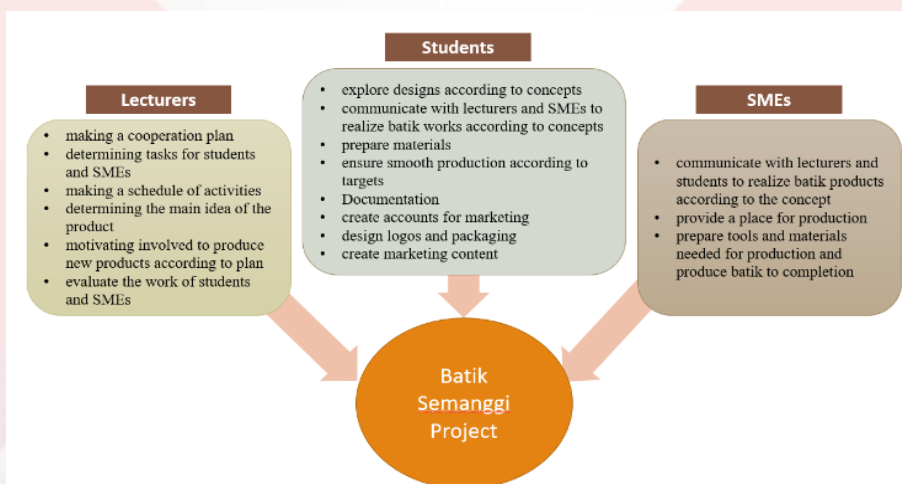 Students
Lecturers
SMEs
• making a cooperation plan
• determining tasks for students
and SMEs
• making a schedule of activities
• determining the main idea of the
product
• motivating involved to produce
new products according to plan
• evaluate the work of students
and SMEs
• explore designs according to concepts
• communicate with lecturers and SMEs to
realize batik works according to concepts
• prepare materials
• ensure smooth production according to
targets
• Documentation
• create accounts for marketing
• design logos and packaging
• create marketing content
• communicate with lecturers and
students to realize batik products
according to the concept
• provide a place for production
• prepare tools and materials
needed for production and
produce batik to completion
Batik
Semanggi
Project